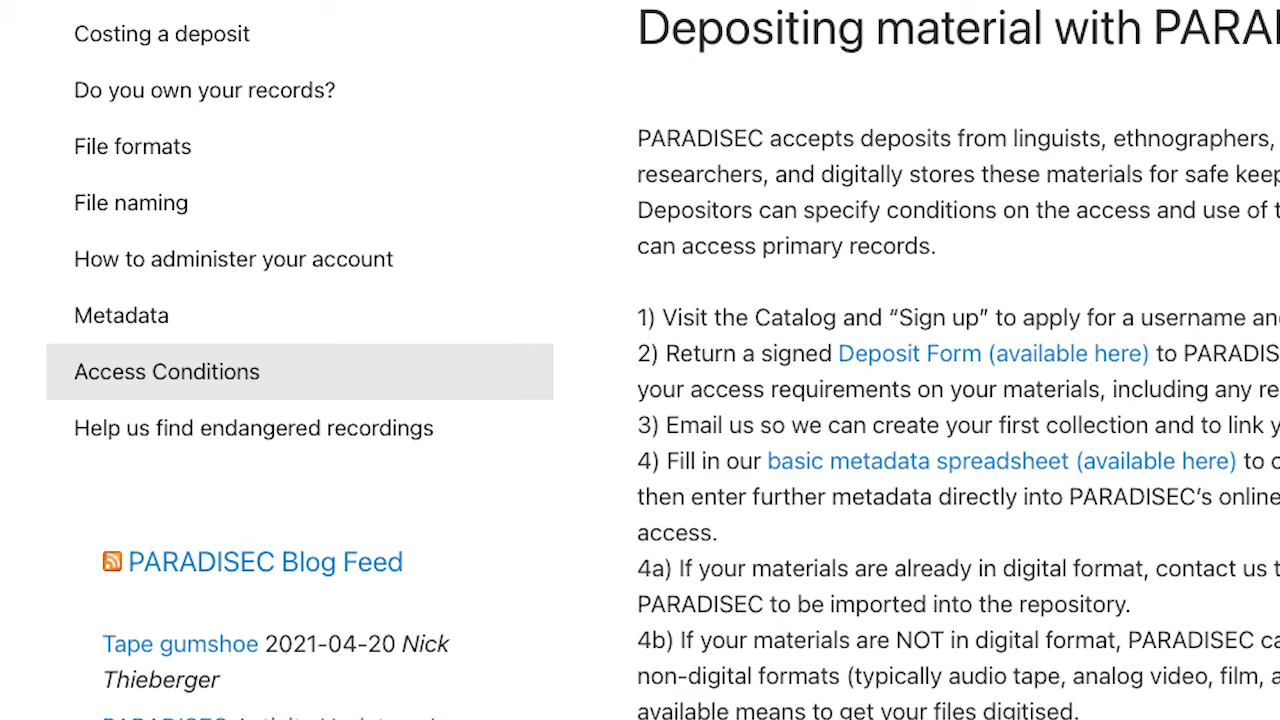 Costing a deposit
Do you own your records?
File formats
File naming
How to administer your account
Metadata
Access Conditions
Help us find endangered recordings
PARADISEC Blog Feed
Tape gumshoe 2021-04-20 Nick
Thieberger
Depositing material with
PARADISEC accepts deposits from linguists, ethnographers,
researchers, and digitally stores these materials for safe
Depositors can specify conditions on the access and use of
can access primary records.
1) Visit the Catalog and “Sign up” to apply for a username
2) Return a signed Deposit Form (available here) to
your access requirements on your materials, including any
3) Email us so we can create your first collection and to link
4) Fill in our basic metadata spreadsheet (available here) to
then enter further metadata directly into PARADISEC’s online
access.
4a) If your materials are already in digital format, contact us
PARADISEC to be imported into the repository.
4b) If your materials are NOT in digital format, PARADISEC
non-digital formats (typically audio tape, analog video, film,
available means to get your files digitised.